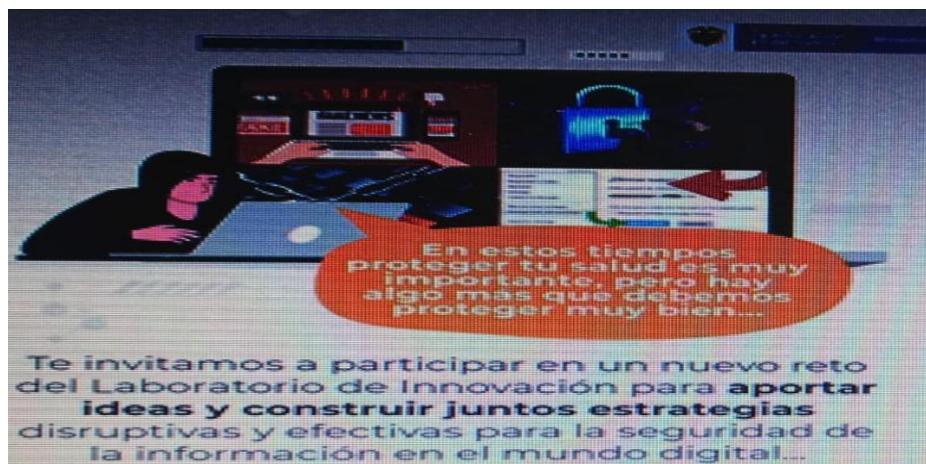 En estos tiempos
proteger tu salud es muy
importante, pero hay
algo más que debemos
proteger muy bien...
Te invitamos a participar en un nuevo reto
del Laboratorio de Innovación para aportar
ideas y construir juntos estrategias
disruptivas y efectivas para la seguridad de
la información en el mundo digital...